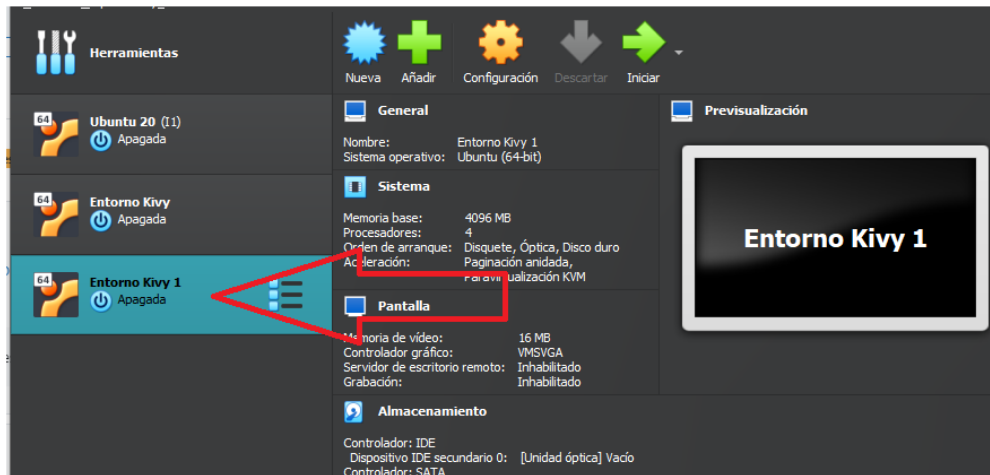 Herramientas
Nueva Añadir Configuración Descartar Iniciar
64 Ubuntu 20 (I1)
Apagada
64 Entorno Kivy
Apagada
64 Entorno Kivy 1
Apagada
General
Nombre: Entorno Kivy 1
Sistema operativo: Ubuntu (64-bit)
Sistema
Memoria base: 4096 MB
Procesadores: 4
Orden de arranque: Disquete, Óptica, Disco duro
Aceleración: Paginación anidada,
Paravirtualización KVM
Pantalla
Memoria de vídeo: 16 MB
Controlador gráfico: VMSVGA
Servidor de escritorio remoto: Inhabilitado
Grabación: Inhabilitado
Almacenamiento
Controlador: IDE
Dispositivo IDE secundario 0: [Unidad óptica] Vacío
Controlador: SATA
Previsualización
Entorno Kivy 1